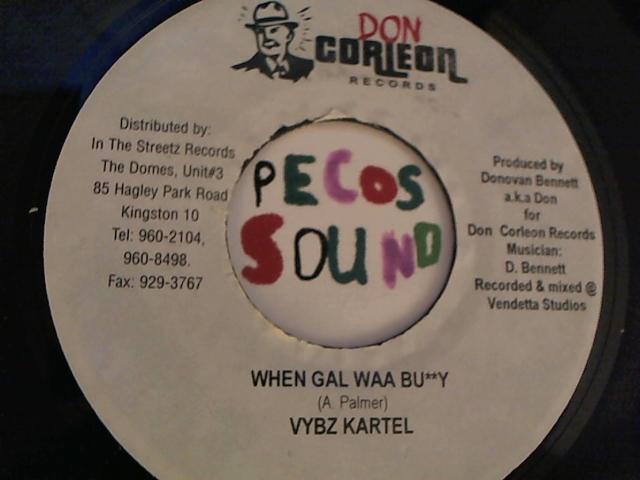 DON
CORLEON
RECORDS
Distributed by:
In The Streetz Records
The Domes, Unit#3
85 Hagley Park Road
Kingston 10
Tel: 960-2104,
960-8498.
Fax: 929-3767
PECOS
SOUND
Produced by
Donovan Bennett
a.k.a Don
for
Don Corleon Records
Musician:
D. Bennett
Recorded & mixed @
Vendetta Studios
WHEN GAL WAA BU**Y
(A. Palmer)
VYBZ KARTEL